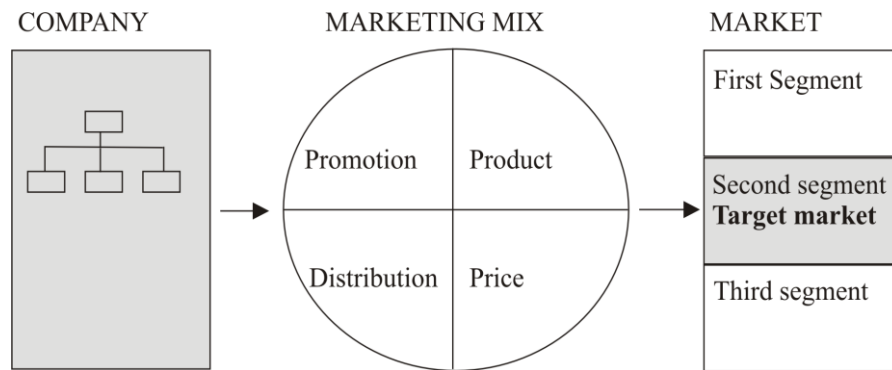 COMPANY
MARKETING MIX
MARKET
Promotion
Product
Distribution
Price
First Segment
Second segment
Target market
Third segment